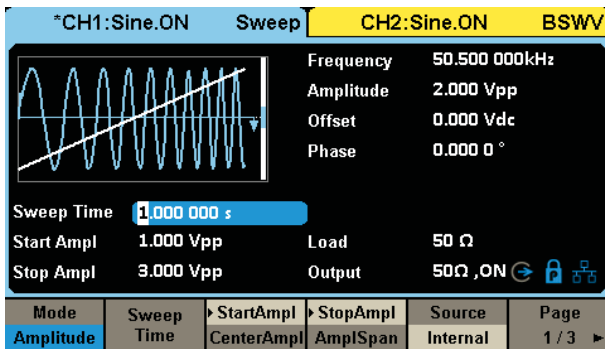 *CH1:Sine.ON Sweep CH2:Sine.ON BSWV
Frequency 50.500 000kHz
Amplitude 2.000 Vpp
Offset 0.000 Vdc
Phase 0.000 0 °
Sweep Time 1.000 000 s
Start Ampl 1.000 Vpp Load 50 Ω
Stop Ampl 3.000 Vpp Output 50Ω ,ON
Mode Sweep StartAmpl StopAmpl Source Page
Amplitude Time CenterAmpl AmplSpan Internal 1/3